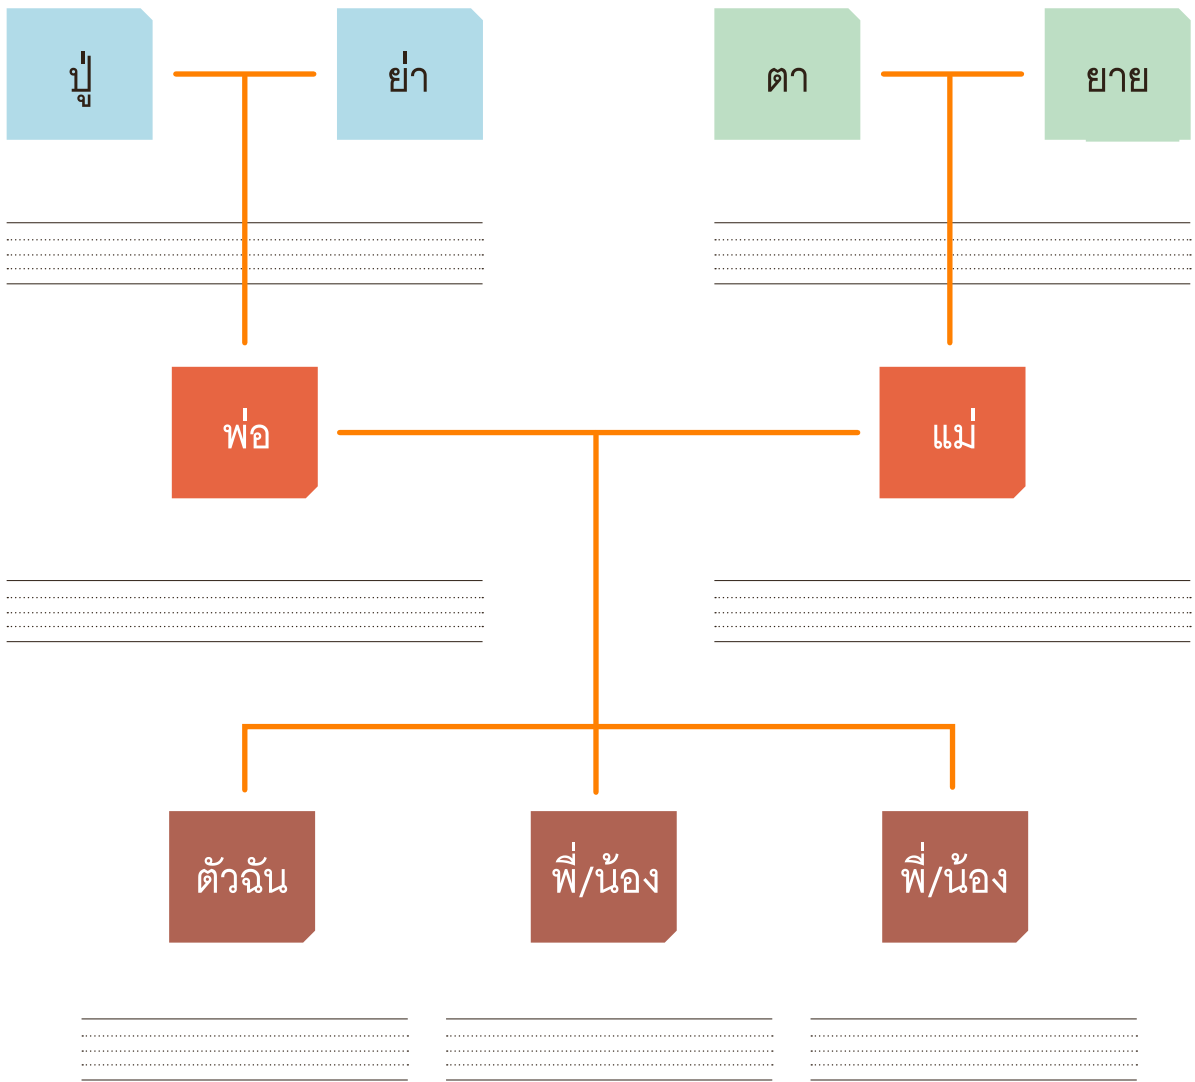 ปู่ ย่า ตา ยาย
พ่อ แม่
ตัวฉัน พี่/น้อง พี่/น้อง